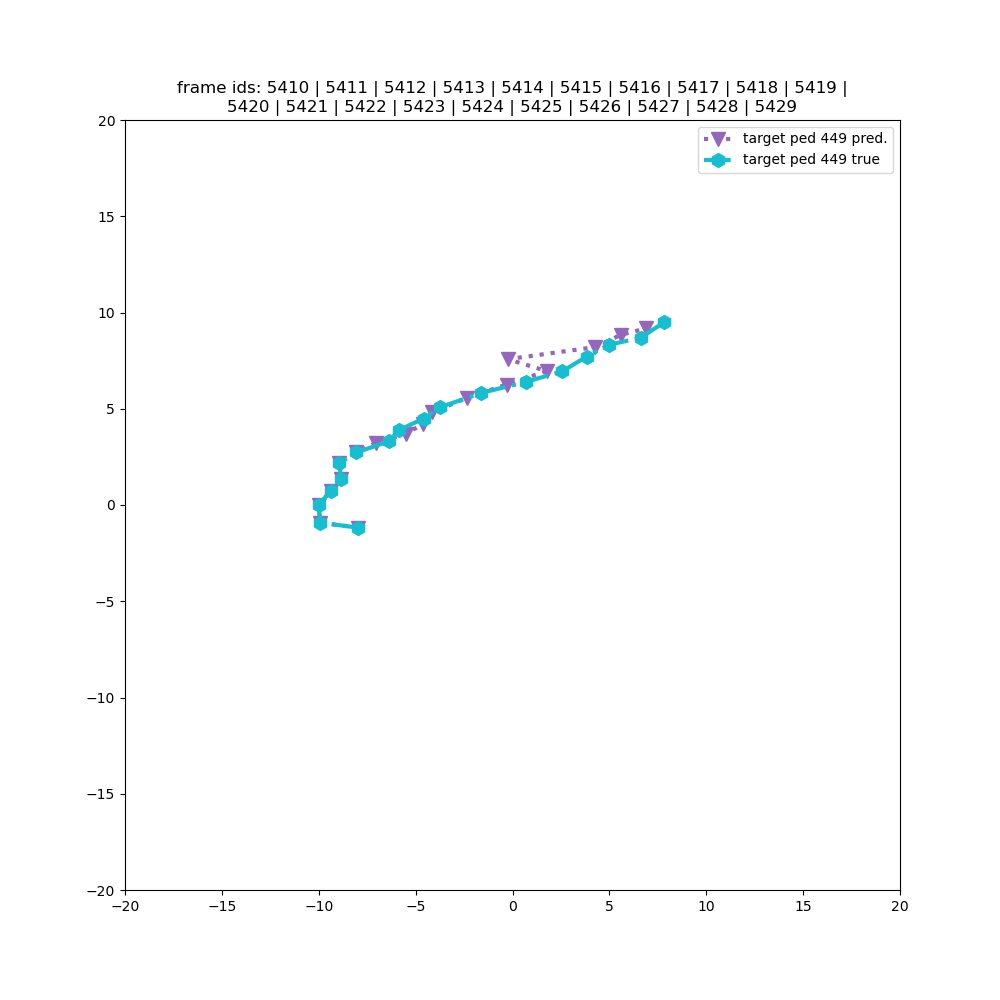 frame ids: 5410 | 5411 | 5412 | 5413 | 5414 | 5415 | 5416 | 5417 | 5418 | 5419 |
5420 | 5421 | 5422 | 5423 | 5424 | 5425 | 5426 | 5427 | 5428 | 5429
target ped 449 pred.
target ped 449 true
20
15
10
5
0
−5
−10
−15
−20
−20 −15 −10 −5 0 5 10 15 20